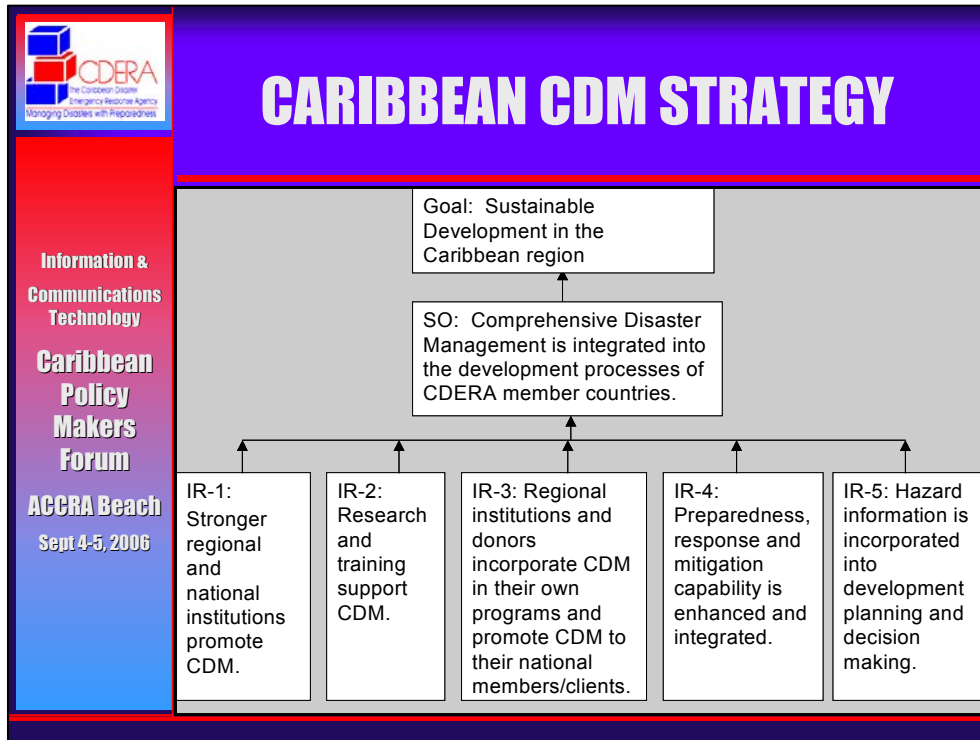 CDERA
The Caribbean Disaster
Emergency Response Agency
Managing Disasters with Preparedness
CARIBBEAN CDM STRATEGY
Information &
Communications
Technology
Caribbean
Policy
Makers
Forum
ACCRA Beach
Sept 4-5, 2006
Goal: Sustainable
Development in the
Caribbean region
SO: Comprehensive Disaster
Management is integrated into
the development processes of
CDERA member countries.
IR-1:
Stronger
regional
and
national
institutions
promote
CDM.
IR-2:
Research
and
training
support
CDM.
IR-3: Regional
institutions and
donors
incorporate CDM
in their own
programs and
promote CDM to
their national
members/clients.
IR-4:
Preparedness,
response and
mitigation
capability is
enhanced and
integrated.
IR-5: Hazard
information is
incorporated
into
development
planning and
decision
making.